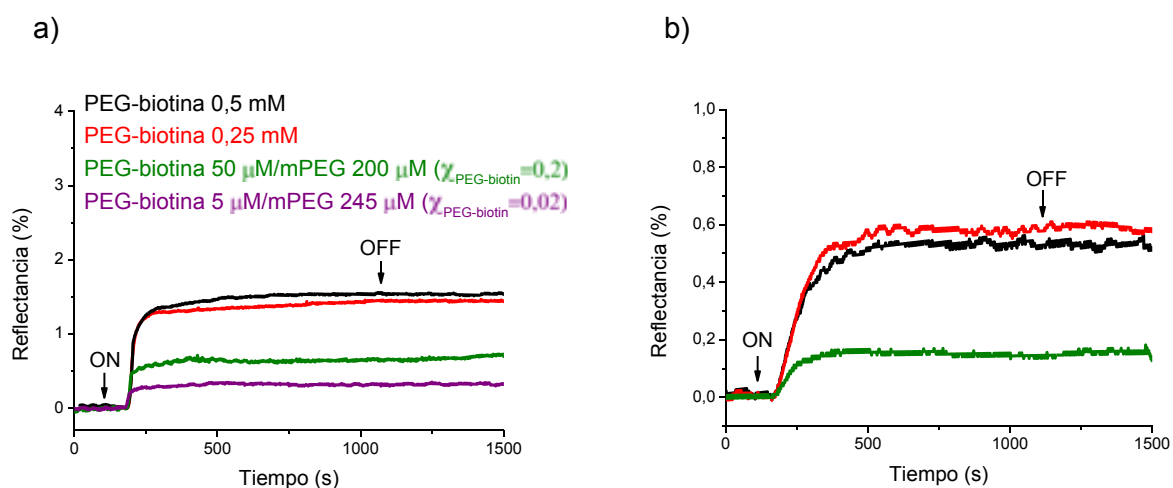 a)
PEG-biotina 0,5 mM
PEG-biotina 0,25 mM
PEG-biotina 50 μM/mPEG 200 μM (χPEG-biotin=0,2)
PEG-biotina 5 μM/mPEG 245 μM (χPEG-biotin=0,02)
4
3
2
1
0
Reflectancia (%)
ON
OFF
0
500
1000
1500
Tiempo (s)
b)
1,0
0,8
0,6
0,4
0,2
0,0
Reflectancia (%)
ON
OFF
0
500
1000
1500
Tiempo (s)